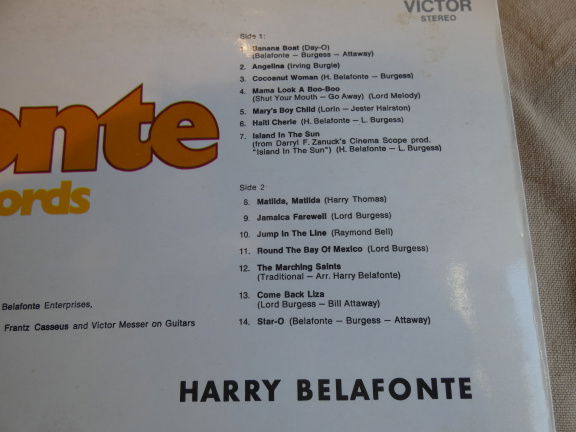 VICTOR
STEREO
onte
ords
Side 1:
1. Banana Boat (Day-O)
(Belafonte – Burgess – Attaway)
2. Angelina (Irving Burgie)
3. Cocoanut Woman (H. Belafonte – Burgess)
4. Mama Look A Boo-Boo
(Shut Your Mouth – Go Away) (Lord Melody)
5. Mary's Boy Child (Lorin – Jester Hairston)
6. Haiti Cherie (H. Belafonte – L. Burgess)
7. Island In The Sun
(from Darryl F. Zanuck's Cinema Scope prod.
"Island In The Sun") (H. Belafonte – L. Burgess)
Side 2
8. Matilda, Matilda (Harry Thomas)
9. Jamaica Farewell (Lord Burgess)
10. Jump In The Line (Raymond Bell)
11. Round The Bay Of Mexico (Lord Burgess)
12. The Marching Saints
(Traditional – Arr. Harry Belafonte)
13. Come Back Liza
(Lord Burgess – Bill Attaway)
14. Star-O (Belafonte – Burgess – Attaway)
Belafonte Enterprises,
Frantz Casseus and Victor Messer on Guitars
HARRY BELAFONTE